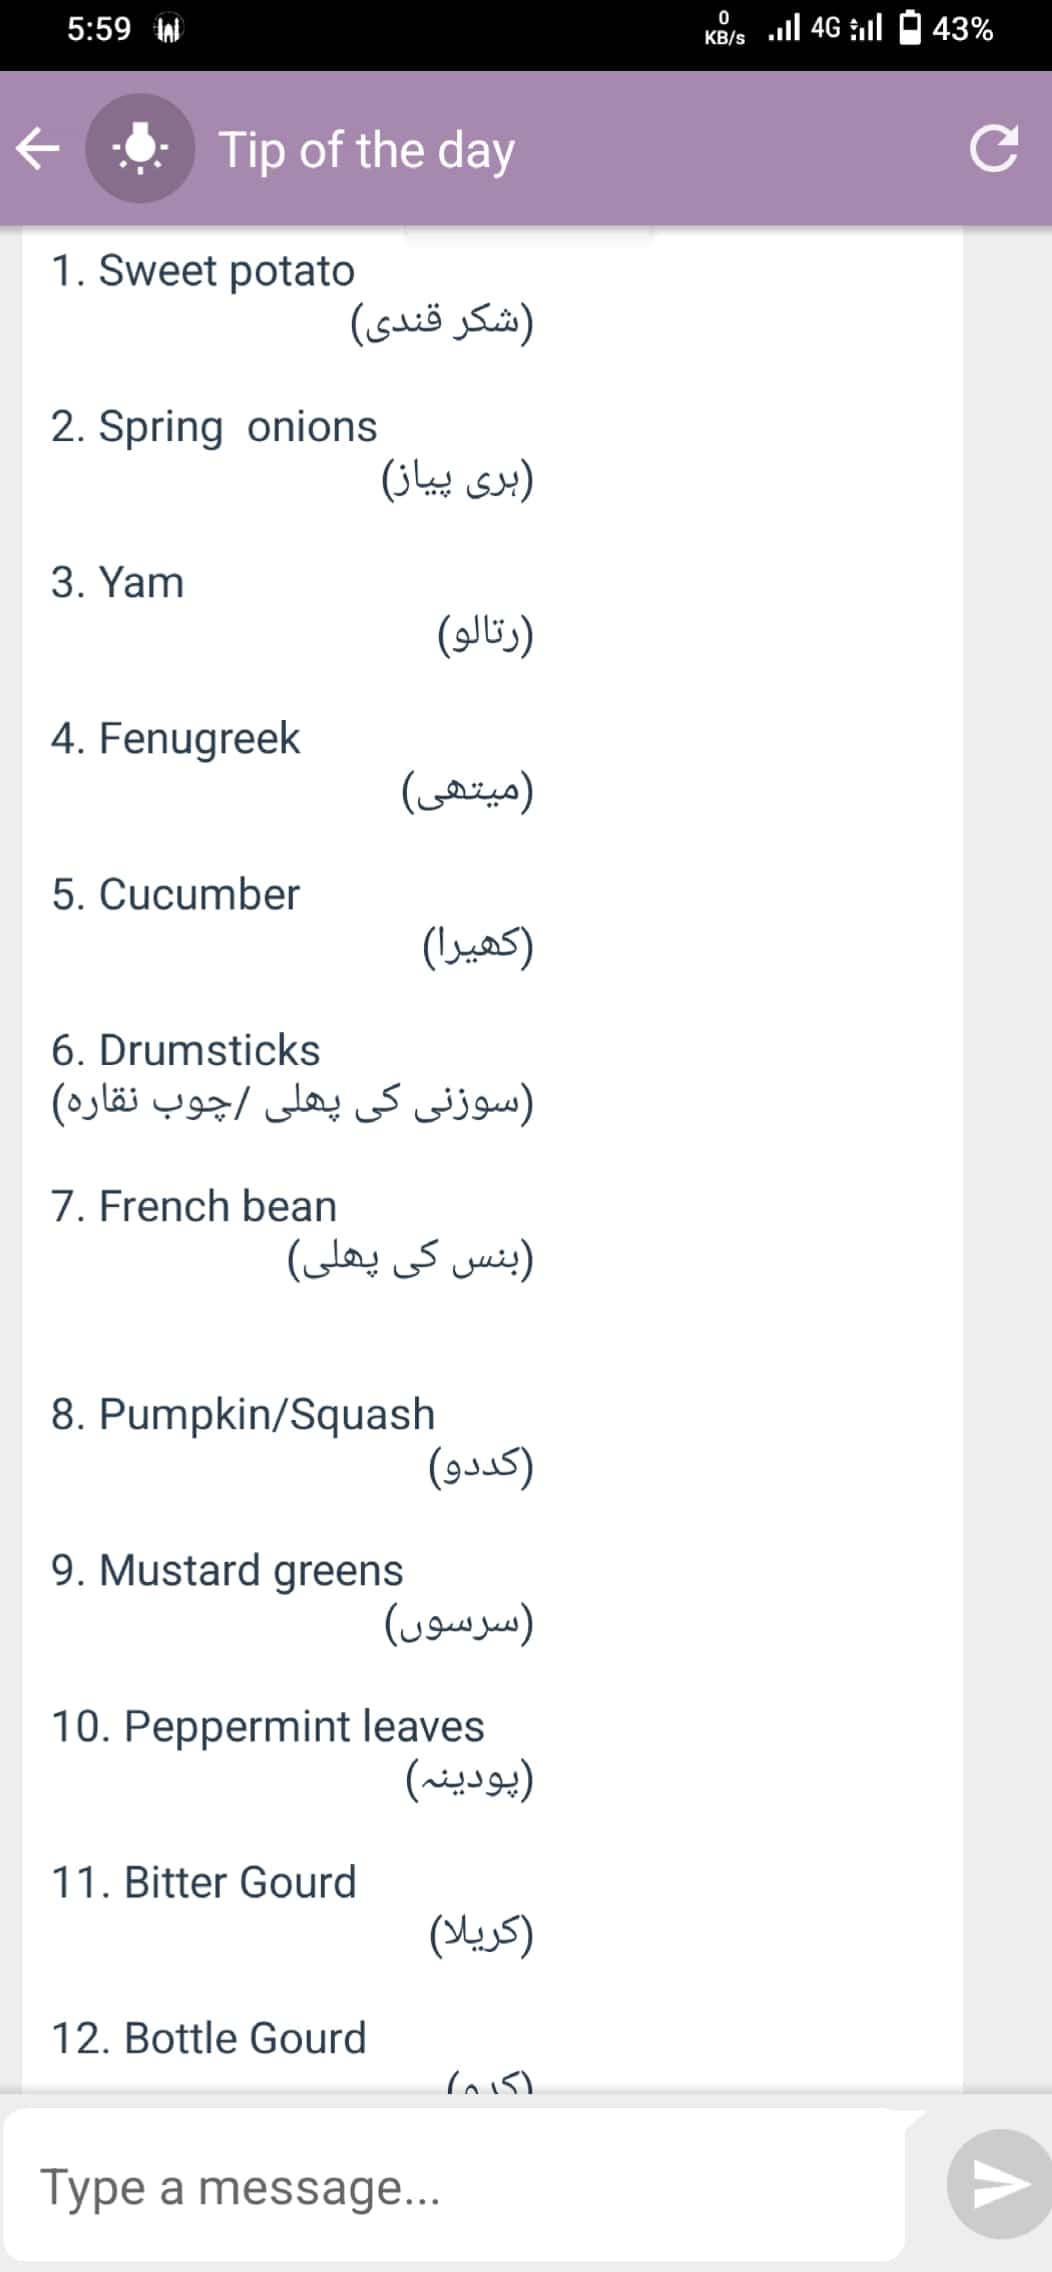 5:59
0
KB/s
4G
43%
Tip of the day
1. Sweet potato
(شکر قندی)
2. Spring  onions
(ہری پیاز)
3. Yam
(رتالو)
4. Fenugreek
(میتھی)
5. Cucumber
(کھیرا)
6. Drumsticks
(سوزنی کی پھلی /چوب نقارہ)
7. French bean
(بنس کی پھلی)
8. Pumpkin/Squash
(کددو)
9. Mustard greens
(سرسوں)
10. Peppermint leaves
(پودینہ)
11. Bitter Gourd
(کریلا)
12. Bottle Gourd
Type a message...